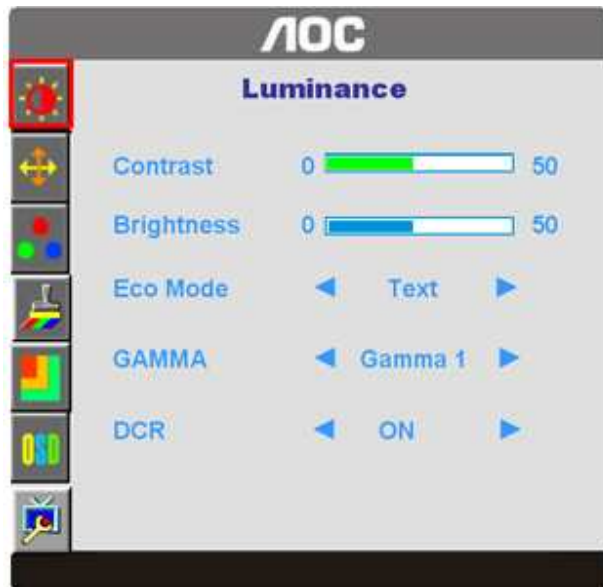 AOC
Luminance
Contrast 0 50
Brightness 0 50
Eco Mode Text
GAMMA Gamma 1
DCR ON
OSD